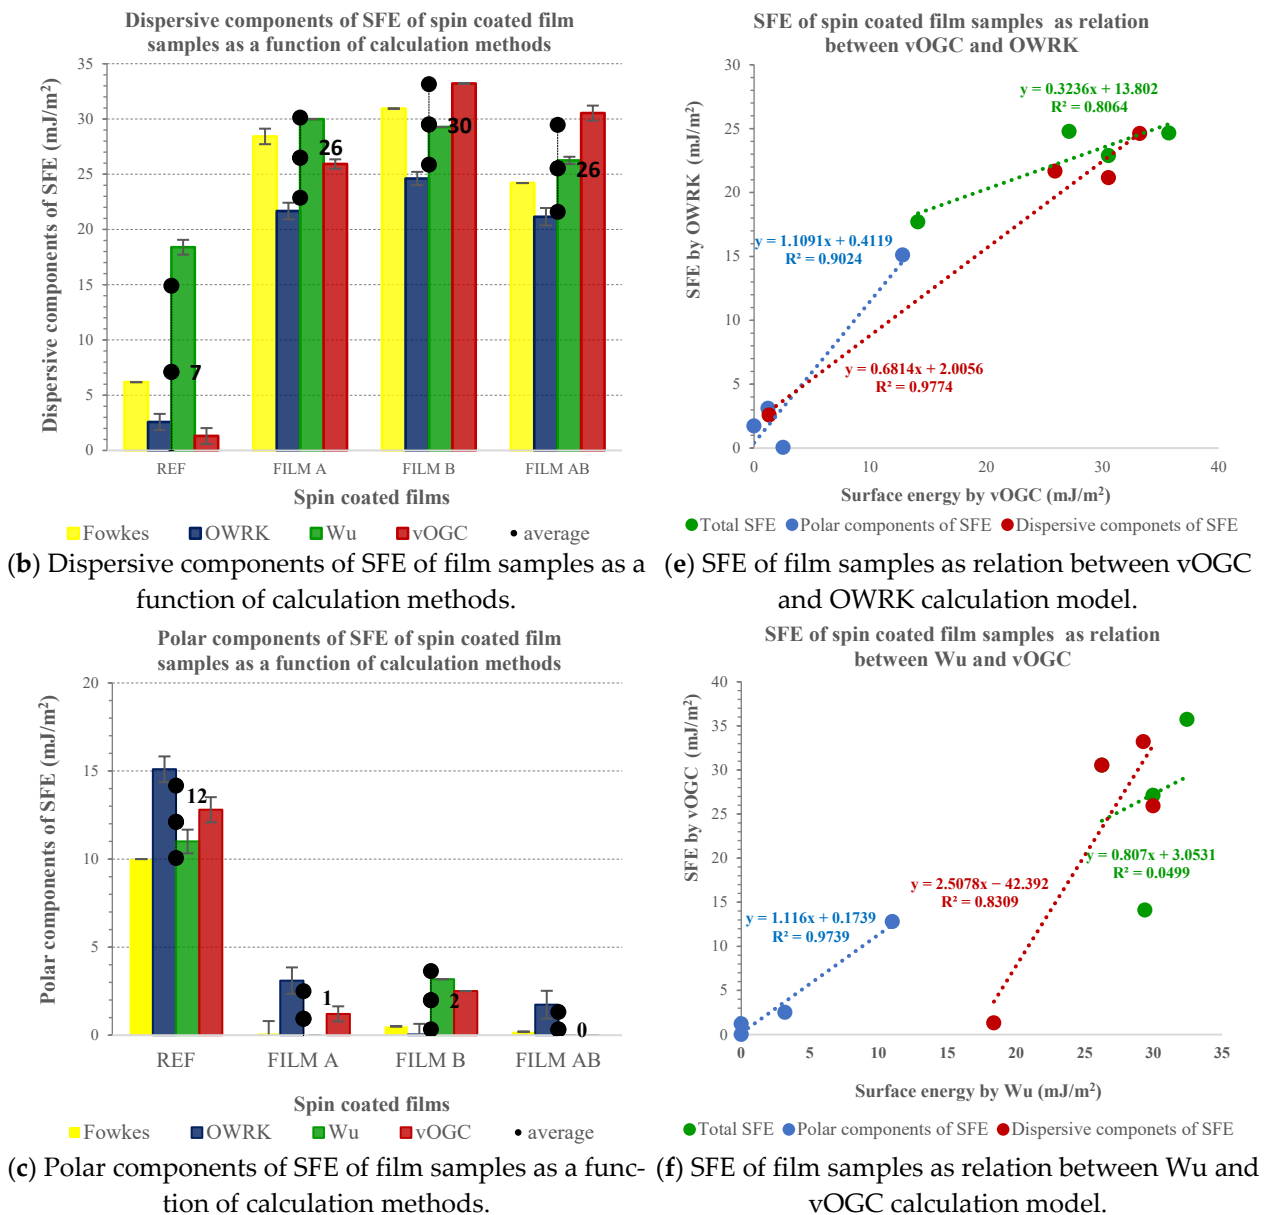 Dispersive components of SFE of spin coated film
samples as a function of calculation methods
Dispersive components of SFE (mJ/m²)
35
30
25
20
15
10
5
0
26
30
26
7
REF
FILM A
FILM B
FILM AB
Spin coated films
Fowkes
OWRK
Wu
vOGC
average
(b) Dispersive components of SFE of film samples as a
function of calculation methods.
SFE of spin coated film samples as relation
between vOGC and OWRK
SFE by OWRK (mJ/m²)
30
25
20
15
10
5
0
y = 0.3236x + 13.802
R² = 0.8064
y = 1.1091x + 0.4119
R² = 0.9024
y = 0.6814x + 2.0056
R² = 0.9774
0
10
20
30
40
Surface energy by vOGC (mJ/m²)
Total SFE
Polar components of SFE
Dispersive componets of SFE
(e) SFE of film samples as relation between vOGC
and OWRK calculation model.
Polar components of SFE of spin coated film
samples as a function of calculation methods
Polar components of SFE (mJ/m²)
20
15
10
5
0
12
1
2
0
REF
FILM A
FILM B
FILM AB
Spin coated films
Fowkes
OWRK
Wu
vOGC
average
(c) Polar components of SFE of film samples as a func-
tion of calculation methods.
SFE of spin coated film samples as relation
between Wu and vOGC
SFE by vOGC (mJ/m²)
40
35
30
25
20
15
10
5
0
y = 0.807x + 3.0531
R² = 0.0499
y = 2.5078x − 42.392
R² = 0.8309
y = 1.116x + 0.1739
R² = 0.9739
0
5
10
15
20
25
30
35
Surface energy by Wu (mJ/m²)
Total SFE
Polar components of SFE
Dispersive componets of SFE
(f) SFE of film samples as relation between Wu and
vOGC calculation model.